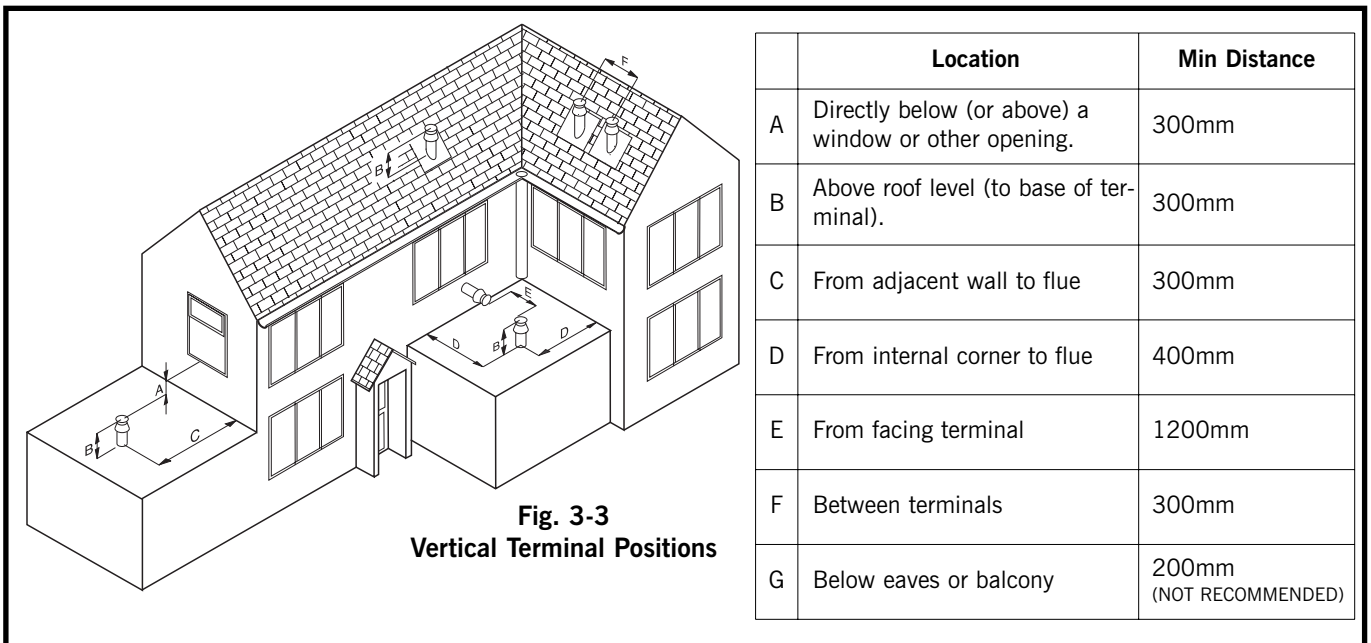 F
B
E
D
D
B
A
B
C
Fig. 3-3
Vertical Terminal Positions
Location Min Distance
A Directly below (or above) a
window or other opening. 300mm
B Above roof level (to base of ter-
minal). 300mm
C From adjacent wall to flue 300mm
D From internal corner to flue 400mm
E From facing terminal 1200mm
F Between terminals 300mm
G Below eaves or balcony 200mm
(NOT RECOMMENDED)